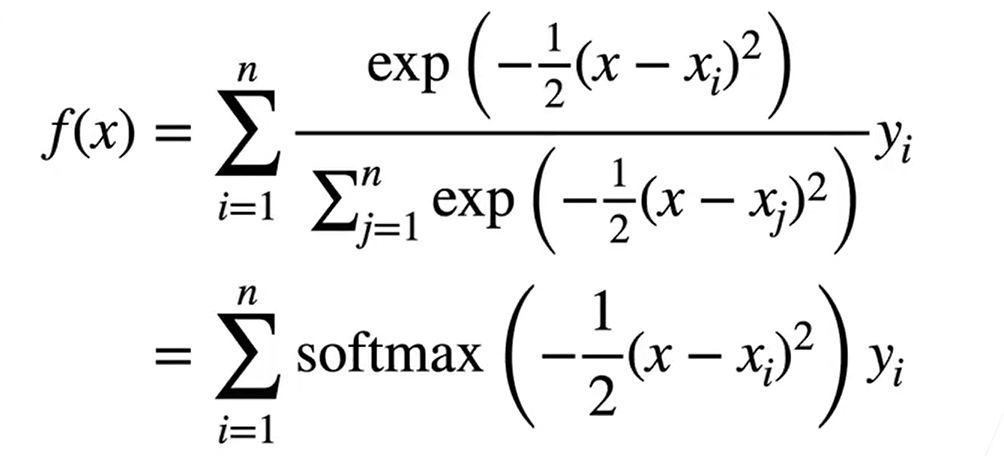 f(x) = \sum_{i=1}^{n} \frac{\exp\left(-\frac{1}{2}(x - x_i)^2\right)}{\sum_{j=1}^{n} \exp\left(-\frac{1}{2}(x - x_j)^2\right)} y_i
= \sum_{i=1}^{n} \text{softmax}\left(-\frac{1}{2}(x - x_i)^2\right) y_i